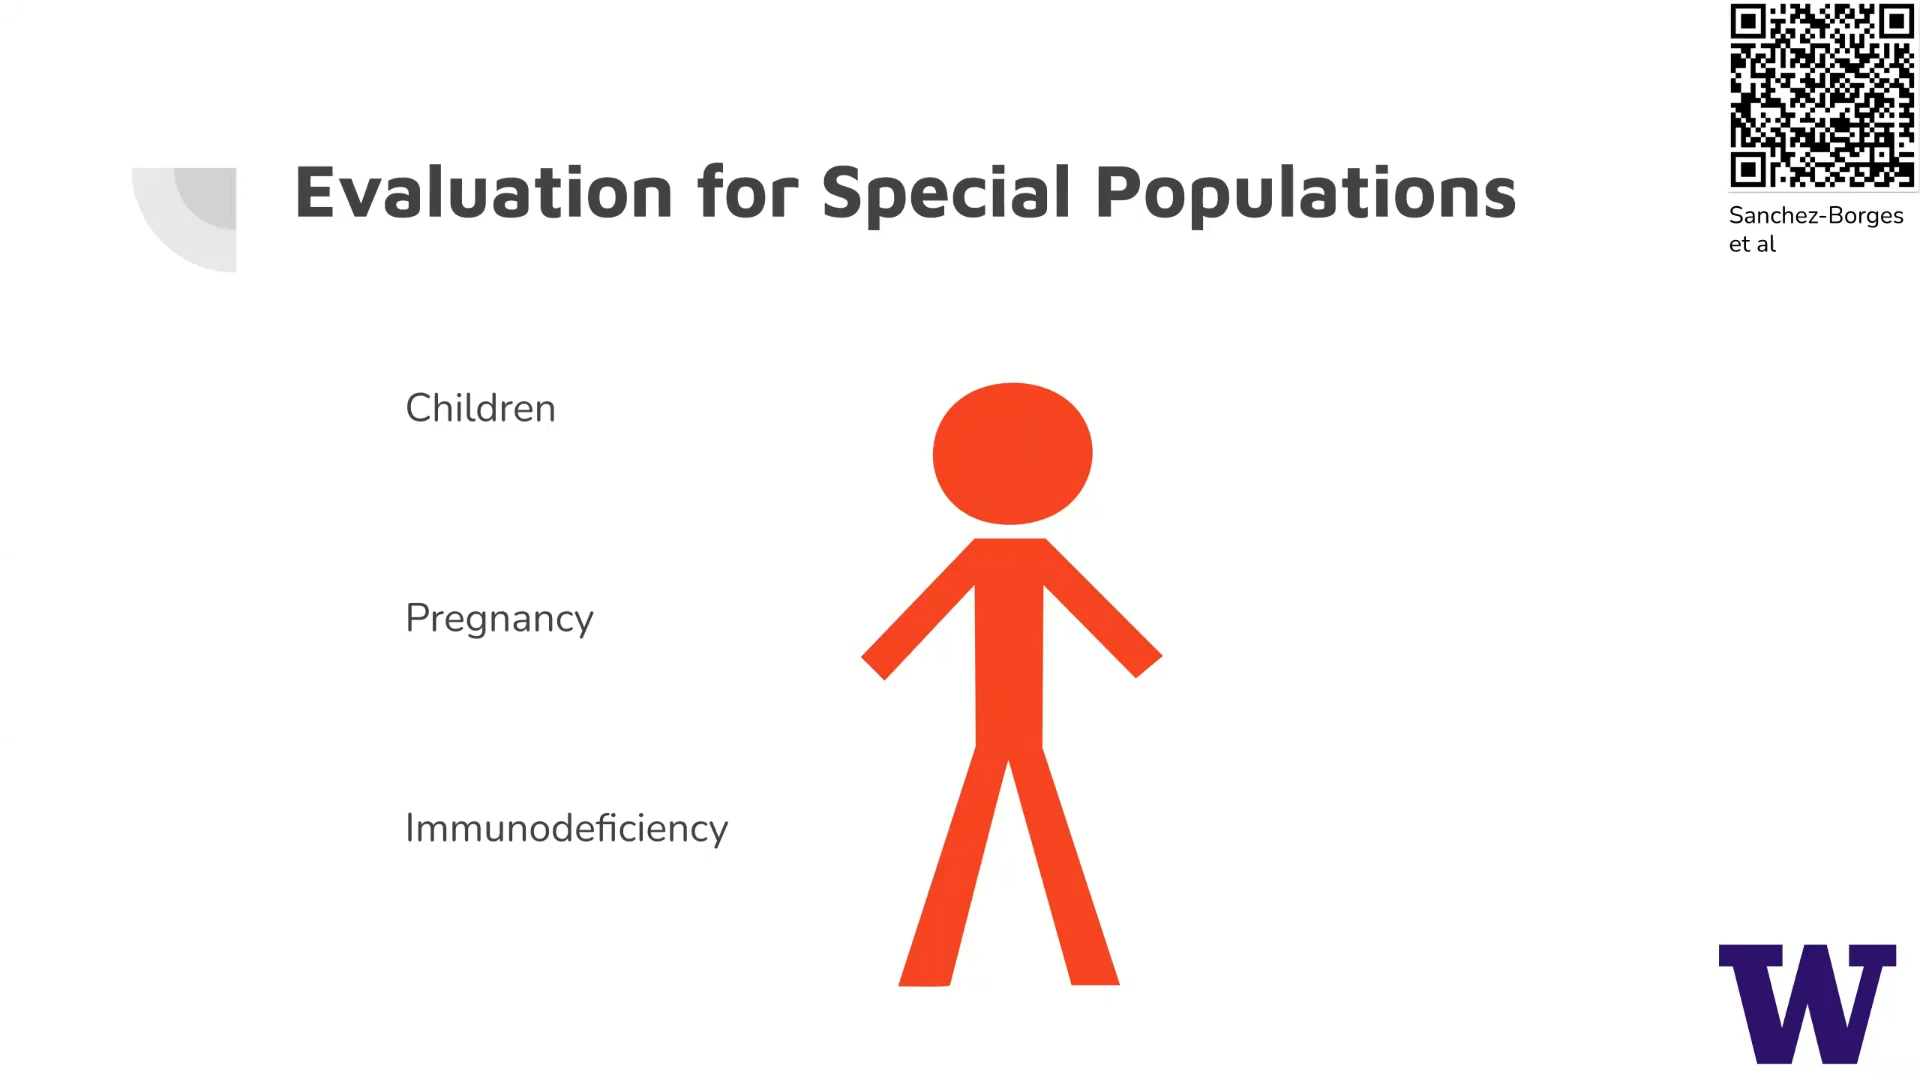 Evaluation for Special Populations
Sanchez-Borges
et al
Children
Pregnancy
Immunodeficiency
W